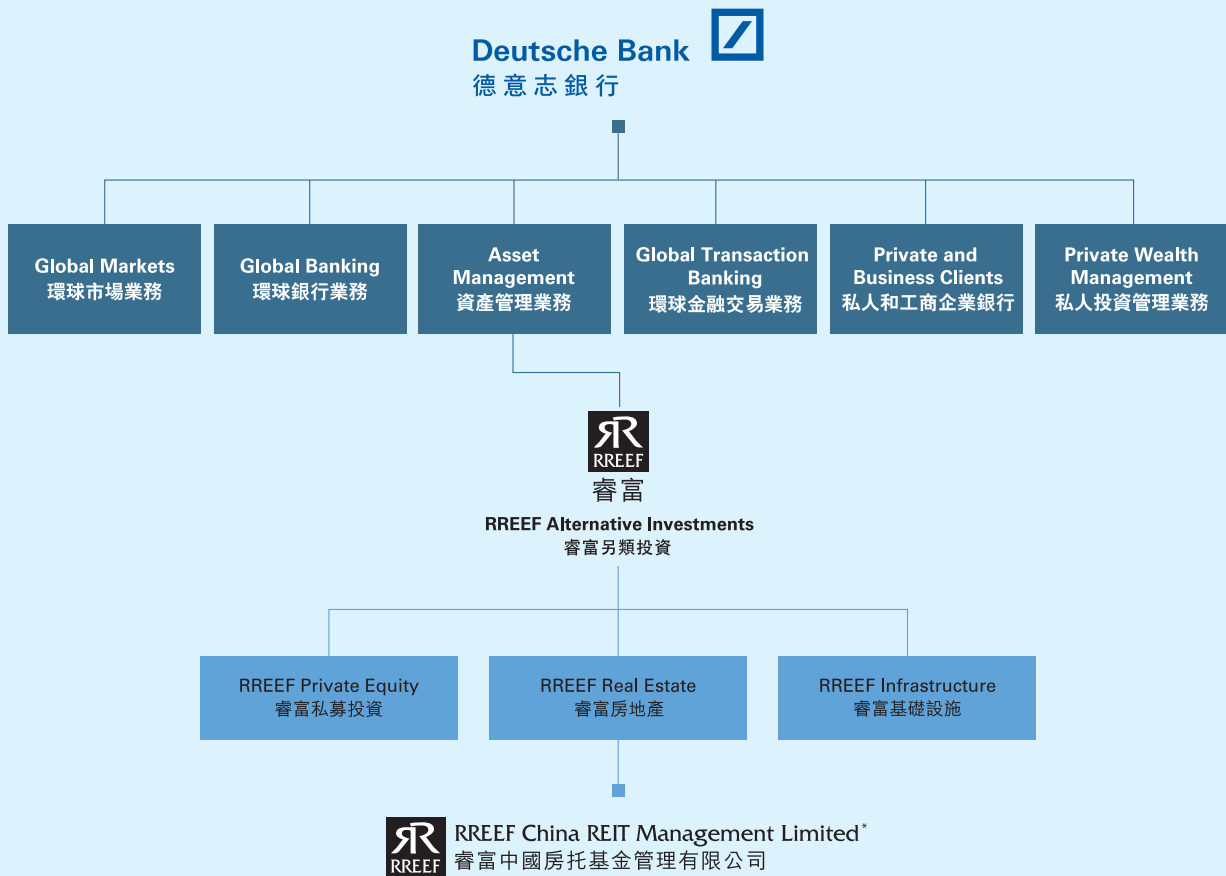 Deutsche Bank
德意志銀行
Global Markets
環球市場業務
Global Banking
環球銀行業務
Asset
Management
資產管理業務
Global Transaction
Banking
環球金融交易業務
Private and
Business Clients
私人和工商企業銀行
Private Wealth
Management
私人投資管理業務
RR
RREEF
睿富
RREEF Alternative Investments
睿富另類投資
RREEF Private Equity
睿富私募投資
RREEF Real Estate
睿富房地產
RREEF Infrastructure
睿富基礎設施
RR
RREEF
RREEF China REIT Management Limited*
睿富中國房托基金管理有限公司